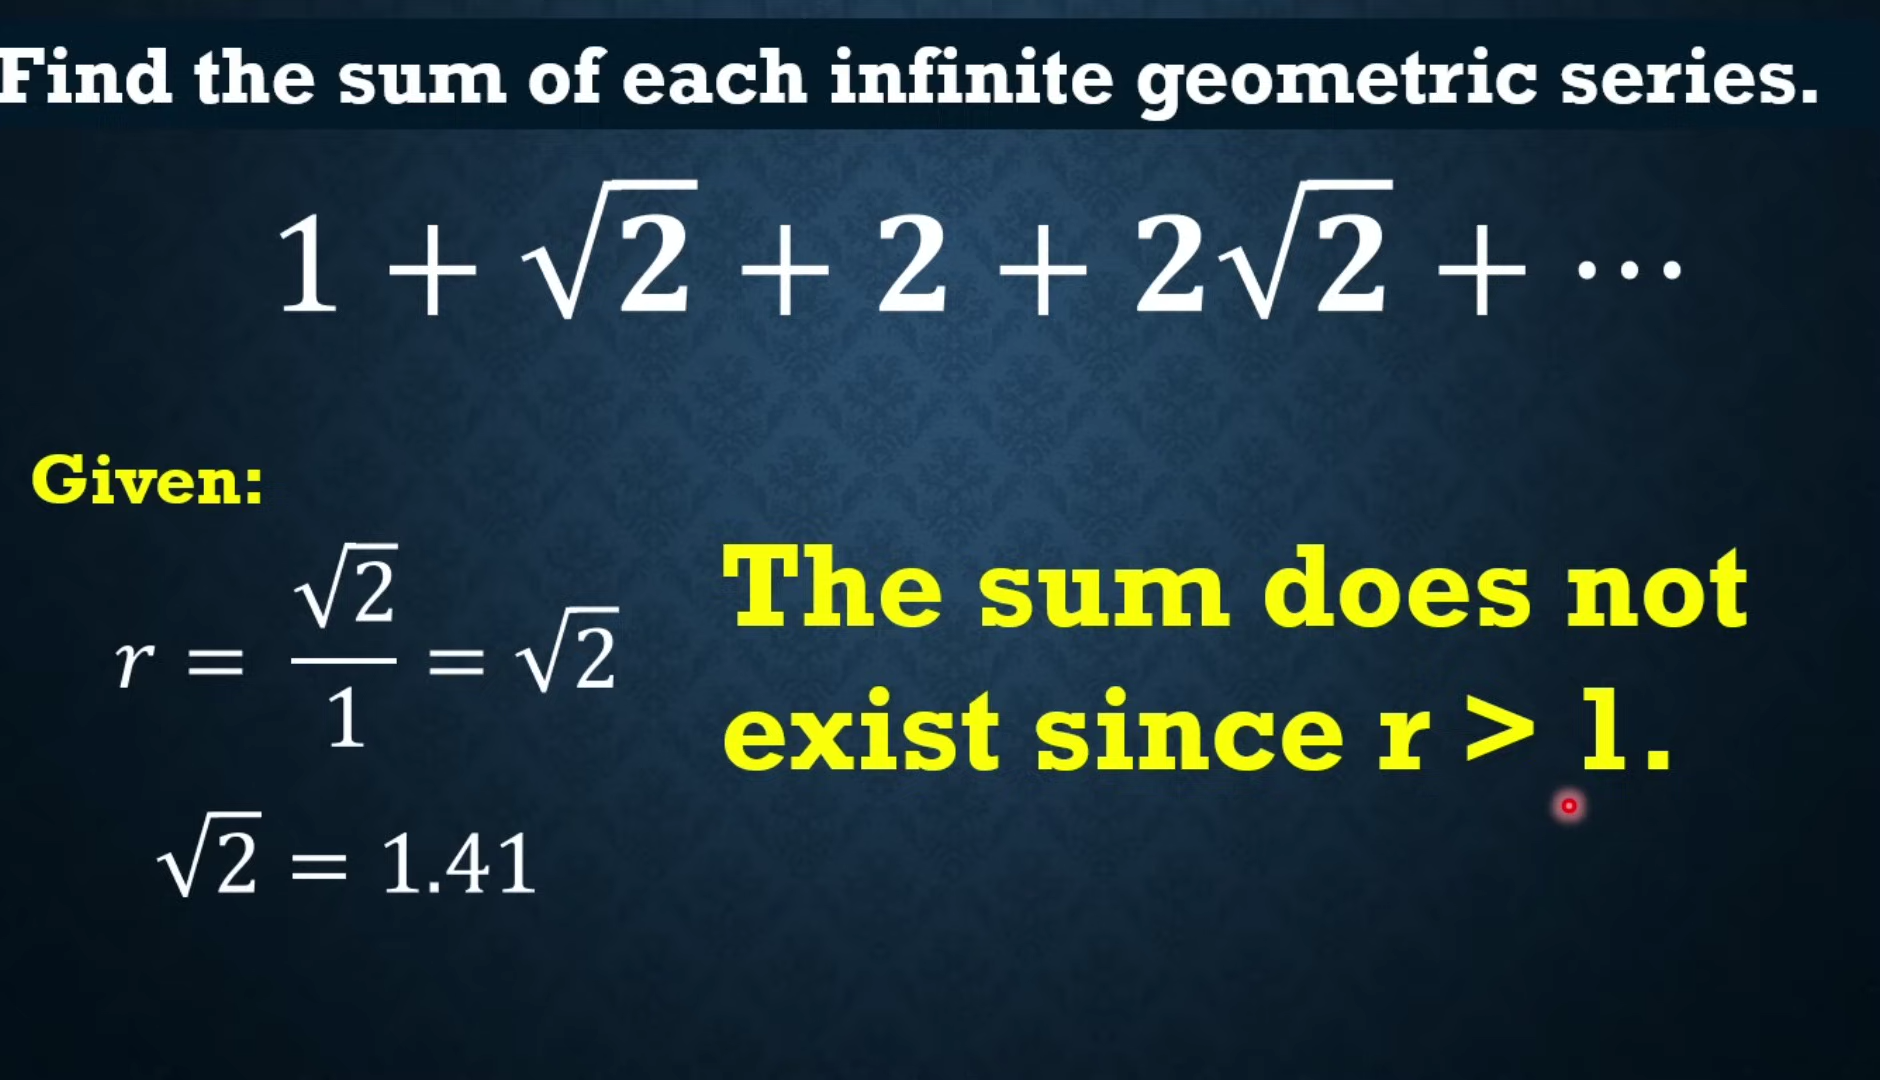 Find the sum of each infinite geometric series.
1 + √2 + 2 + 2√2 + ⋯
Given:
r = √2/1 = √2
√2 = 1.41
The sum does not
exist since r > 1.